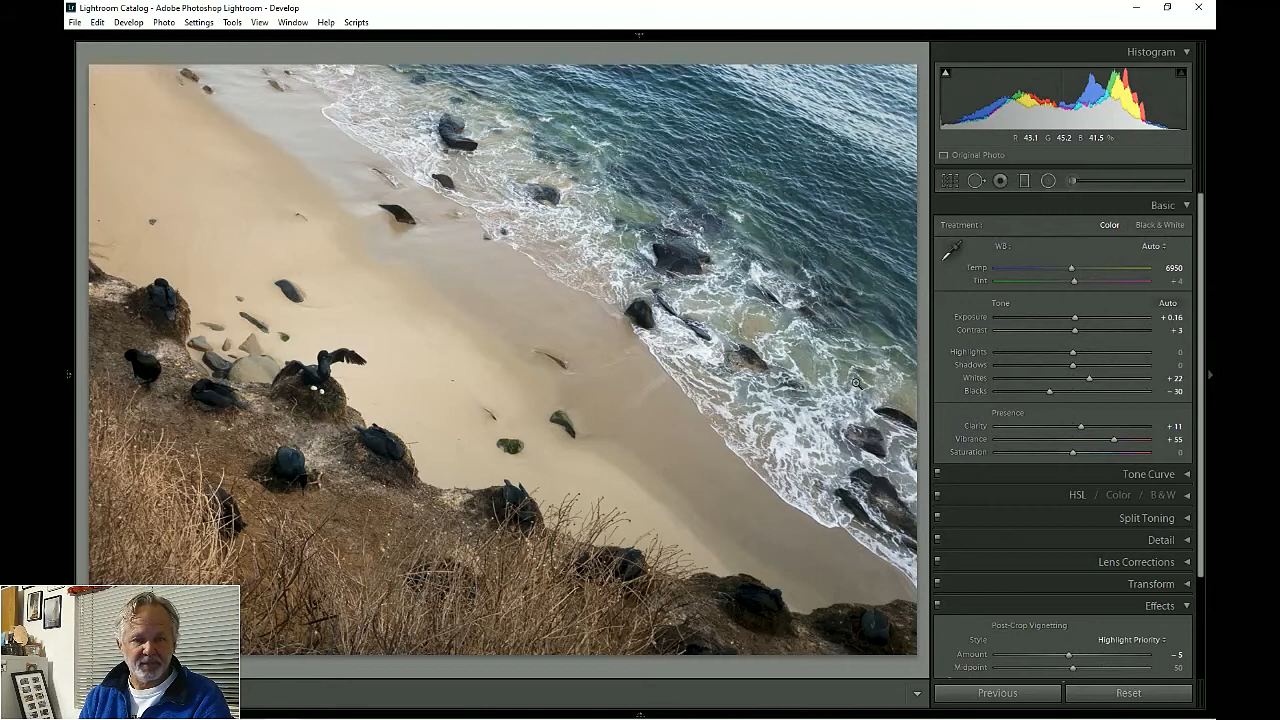 Lightroom Catalog - Adobe Photoshop Lightroom - Develop
File Edit Develop Photo Settings Tools View Window Help Scripts
Histogram
R 43.1 G 45.2 B 41.5 %
Original Photo
Basic
Treatment : Color Black & White
WB : Auto
Temp 6950
Tint + 4
Tone Auto
Exposure + 0.16
Contrast + 3
Highlights 0
Shadows 0
Whites + 22
Blacks - 30
Presence
Clarity + 11
Vibrance + 55
Saturation 0
Tone Curve
HSL / Color / B & W
Split Toning
Detail
Lens Corrections
Transform
Effects
Post-Crop Vignetting
Style Highlight Priority
Amount - 5
Midpoint 50
Previous Reset